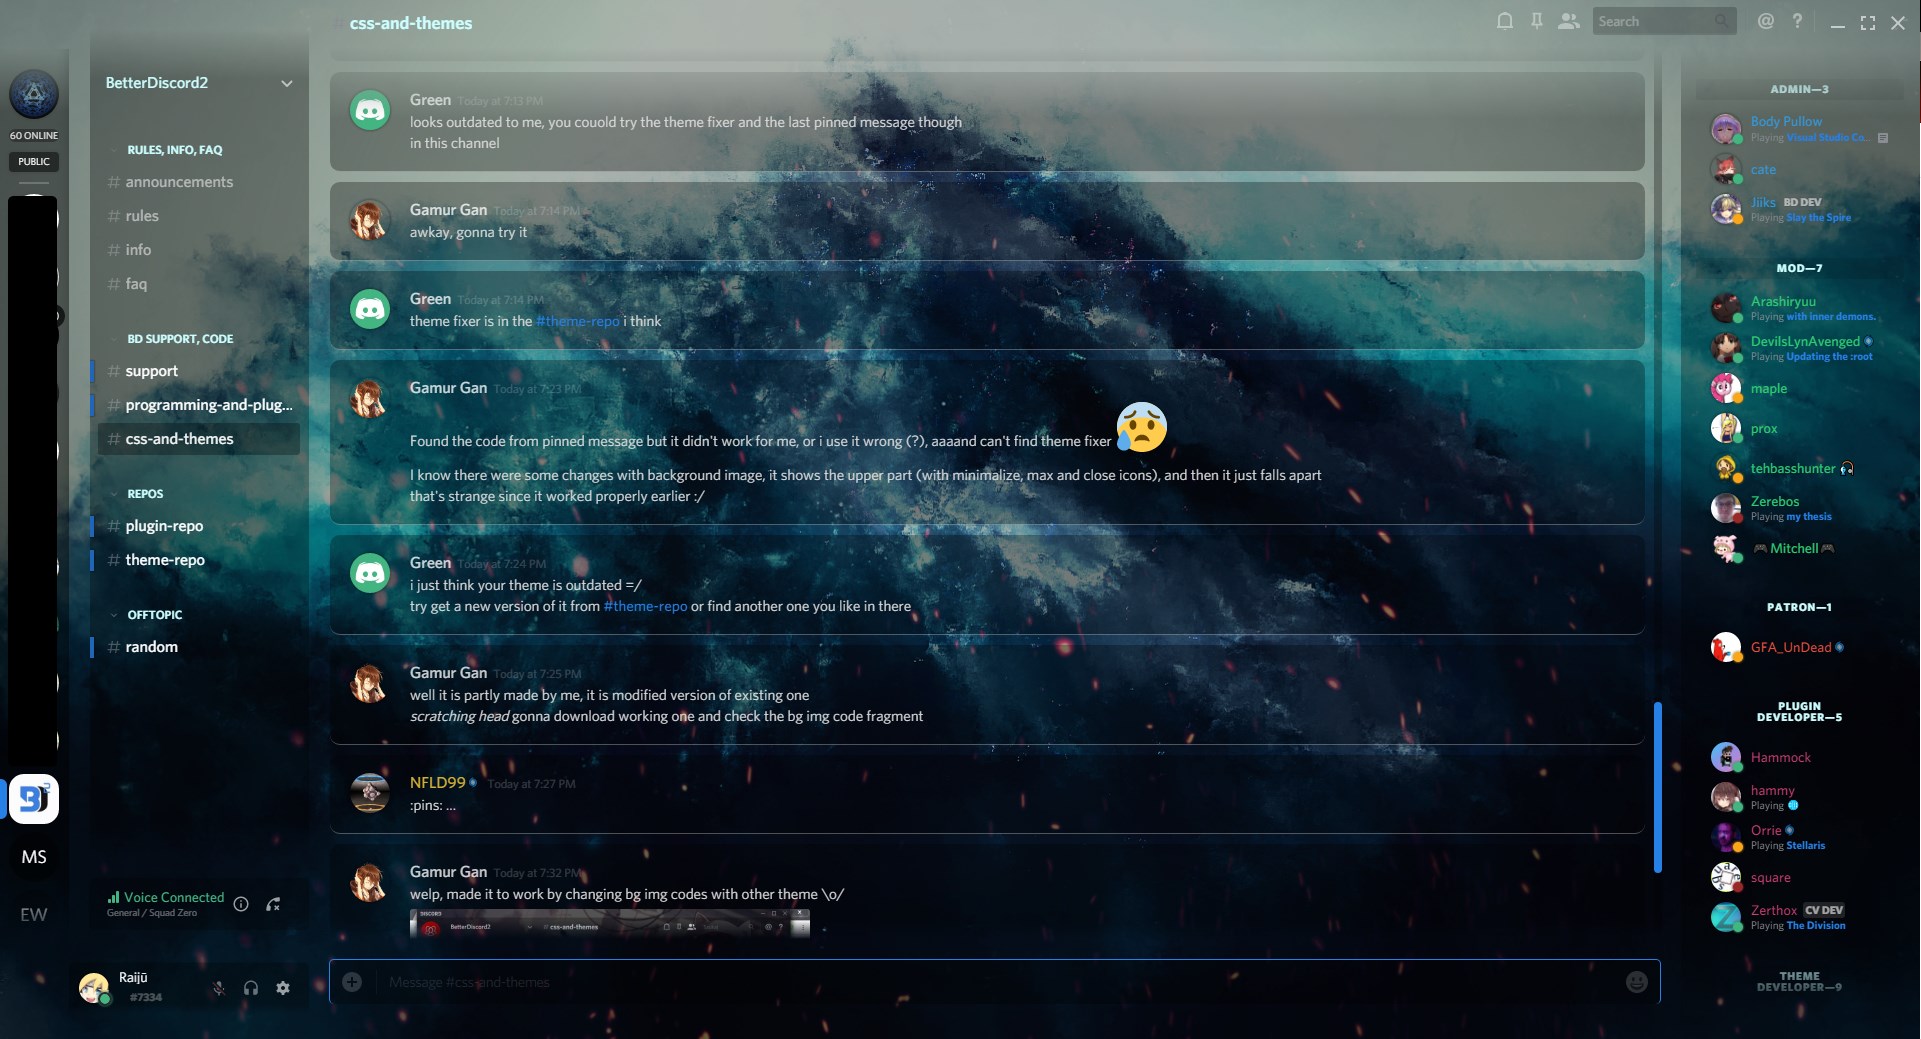 css-and-themes
Search
60 ONLINE
PUBLIC
MS
EW
BetterDiscord2
RULES, INFO, FAQ
# announcements
# rules
# info
# faq
BD SUPPORT, CODE
# support
# programming-and-plug...
# css-and-themes
REPOS
# plugin-repo
# theme-repo
OFFTOPIC
# random
Voice Connected
General / Squad Zero
Raijū
#7334
Green Today at 7:13 PM
looks outdated to me, you couold try the theme fixer and the last pinned message though
in this channel
Gamur Gan Today at 7:14 PM
awkay, gonna try it
Green Today at 7:14 PM
theme fixer is in the #theme-repo i think
Gamur Gan Today at 7:23 PM
Found the code from pinned message but it didn't work for me, or i use it wrong (?), aaaand can't find theme fixer
I know there were some changes with background image, it shows the upper part (with minimalize, max and close icons), and then it just falls apart
that's strange since it worked properly earlier :/
Green Today at 7:24 PM
i just think your theme is outdated =/
try get a new version of it from #theme-repo or find another one you like in there
Gamur Gan Today at 7:25 PM
well it is partly made by me, it is modified version of existing one
scratching head gonna download working one and check the bg img code fragment
NFLD99 Today at 7:27 PM
:pins: ...
Gamur Gan Today at 7:32 PM
welp, made it to work by changing bg img codes with other theme \o/
DISCORD
BetterDiscord2
# css-and-themes
Message #css-and-themes
ADMIN—3
Body Pullow
Playing Visual Studio Co...
cate
Jiiks BD DEV
Playing Slay the Spire
MOD—7
Arashiryuu
Playing with inner demons.
DevilsLynAvenged
Playing Updating the :root
maple
prox
tehbasshunter
Zerebos
Playing my thesis
🎮Mitchell🎮
PATRON—1
GFA_UnDead
PLUGIN
DEVELOPER—5
Hammock
hammy
Playing
Orrie
Playing Stellaris
square
Zerthox CV DEV
Playing The Division
THEME
DEVELOPER—9